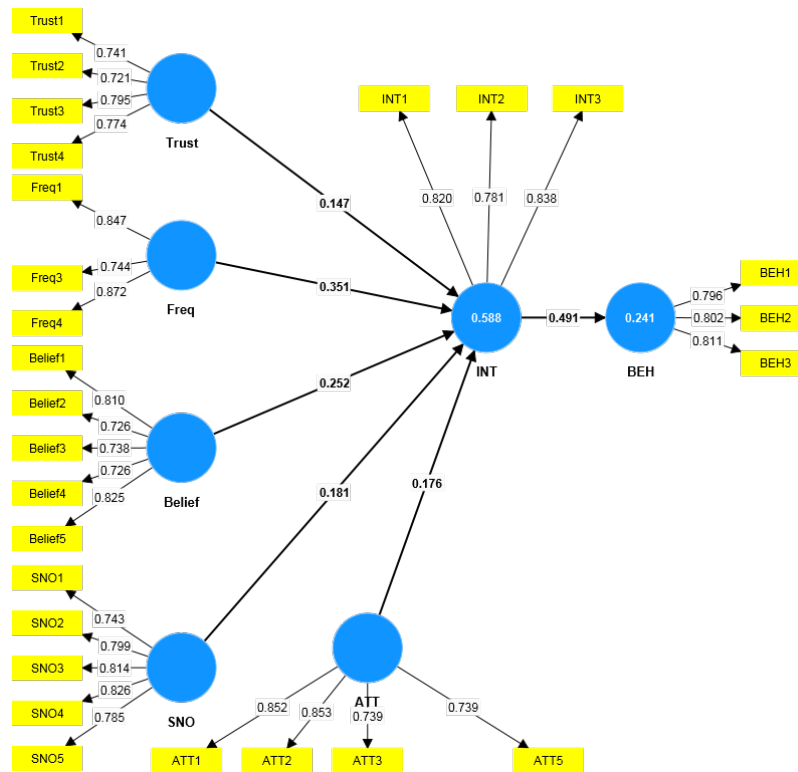 Trust1
0.741
Trust2
0.721
Trust3
0.795
Trust4
0.774
Trust
Freq1
0.847
Freq3
0.744
Freq4
0.872
Freq
Belief1
0.810
Belief2
0.726
Belief3
0.738
Belief4
0.726
Belief5
0.825
Belief
SNO1
0.743
SNO2
0.799
SNO3
0.814
SNO4
0.826
SNO5
0.785
SNO
0.147
0.351
0.252
0.181
0.176
INT1
INT2
INT3
0.820
0.781
0.838
0.588
INT
0.491
0.241
BEH
BEH1
0.796
BEH2
0.802
BEH3
0.811
ATT
0.852
0.853
0.739
0.739
ATT1
ATT2
ATT3
ATT5